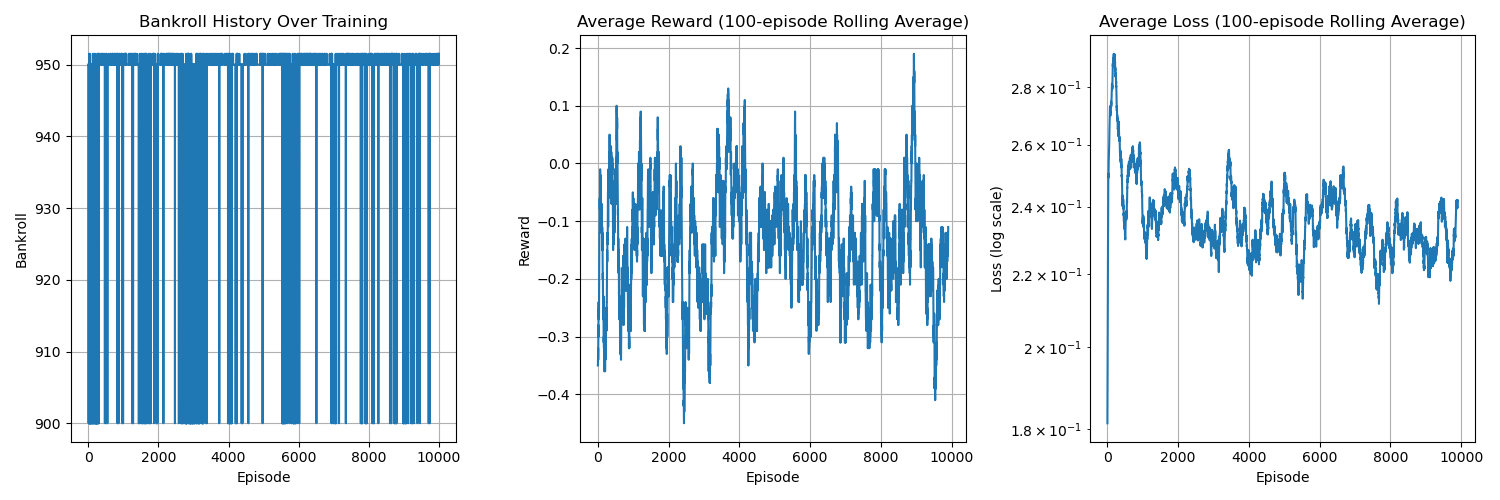 Bankroll History Over Training
950
940
930
920
910
900
Bankroll
0
2000
4000
6000
8000
10000
Episode
Average Reward (100-episode Rolling Average)
0.2
0.1
0.0
−0.1
−0.2
−0.3
−0.4
Reward
0
2000
4000
6000
8000
10000
Episode
Average Loss (100-episode Rolling Average)
2.8 × 10⁻¹
2.6 × 10⁻¹
2.4 × 10⁻¹
2.2 × 10⁻¹
2 × 10⁻¹
1.8 × 10⁻¹
Loss (log scale)
0
2000
4000
6000
8000
10000
Episode